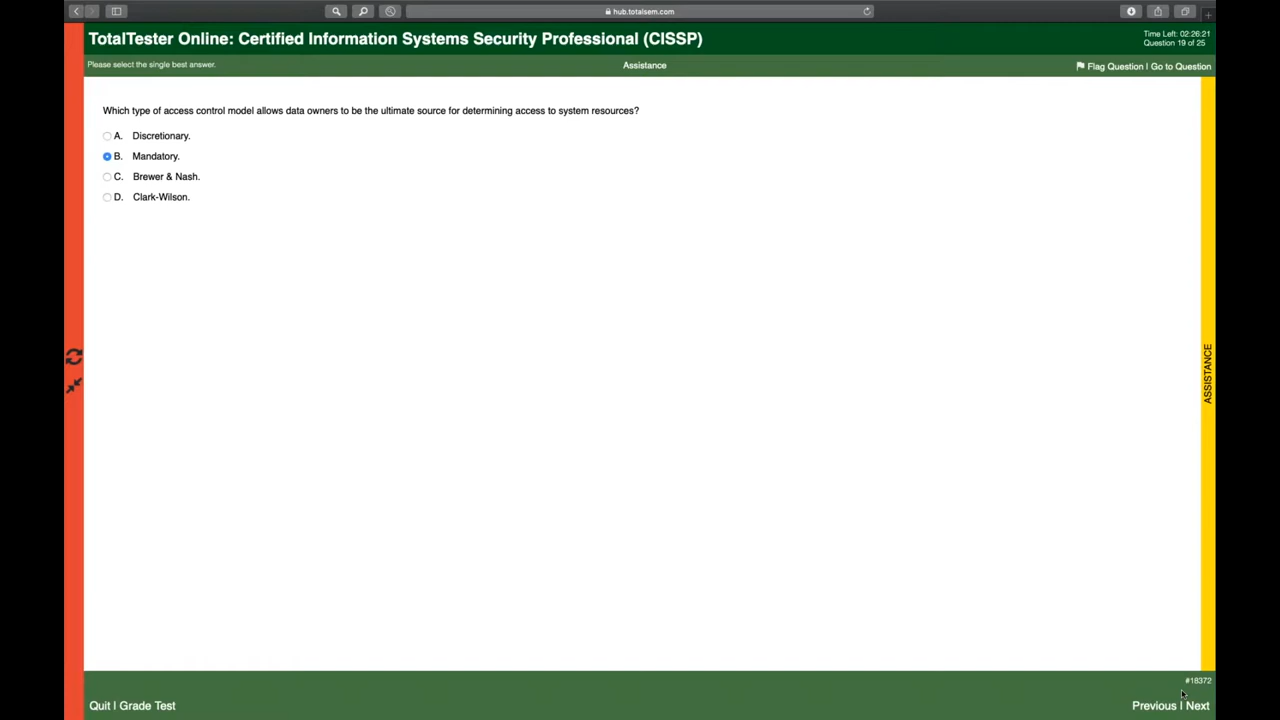 hub.totalsem.com
TotalTester Online: Certified Information Systems Security Professional (CISSP)
Time Left: 02:26:21
Question 19 of 25
Please select the single best answer.
Assistance
Flag Question | Go to Question
Which type of access control model allows data owners to be the ultimate source for determining access to system resources?
A. Discretionary.
B. Mandatory.
C. Brewer & Nash.
D. Clark-Wilson.
ASSISTANCE
#18372
Quit | Grade Test
Previous | Next